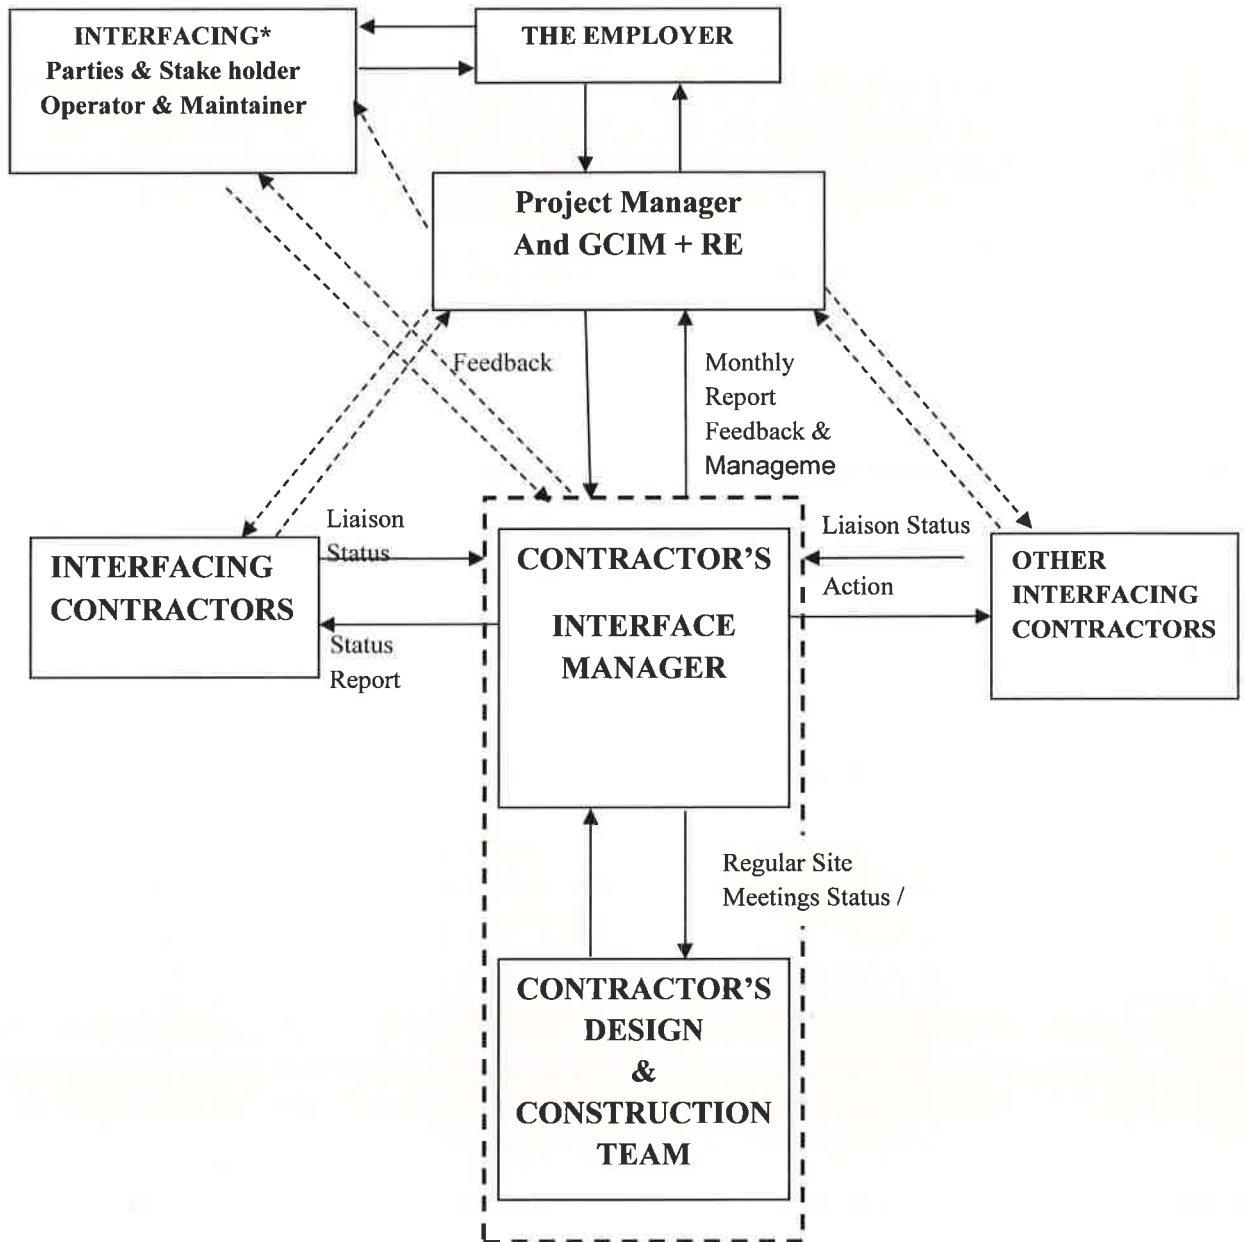 INTERFACING*
Parties & Stake holder
Operator & Maintainer
THE EMPLOYER
Project Manager
And GCIM + RE
Feedback
Monthly
Report
Feedback &
Manageme
Liaison
Status
INTERFACING
CONTRACTORS
Status
Report
CONTRACTOR'S
INTERFACE
MANAGER
Liaison Status
Action
OTHER
INTERFACING
CONTRACTORS
Regular Site
Meetings Status /
CONTRACTOR'S
DESIGN
&
CONSTRUCTION
TEAM